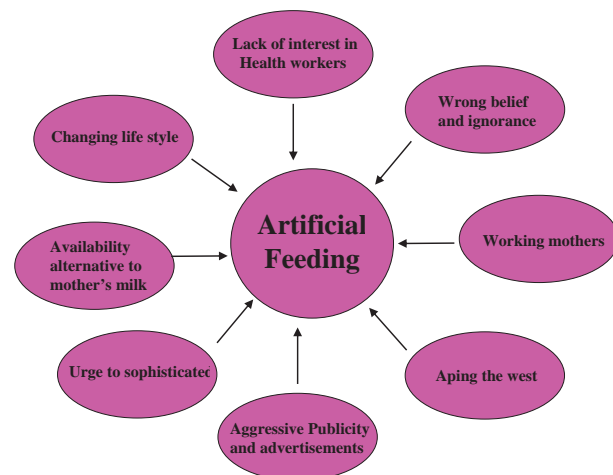 Lack of interest in
Health workers
Wrong belief
and ignorance
Changing life style
Artificial
Feeding
Working mothers
Availability
alternative to
mother's milk
Urge to sophisticated
Aping the west
Aggressive Publicity
and advertisements